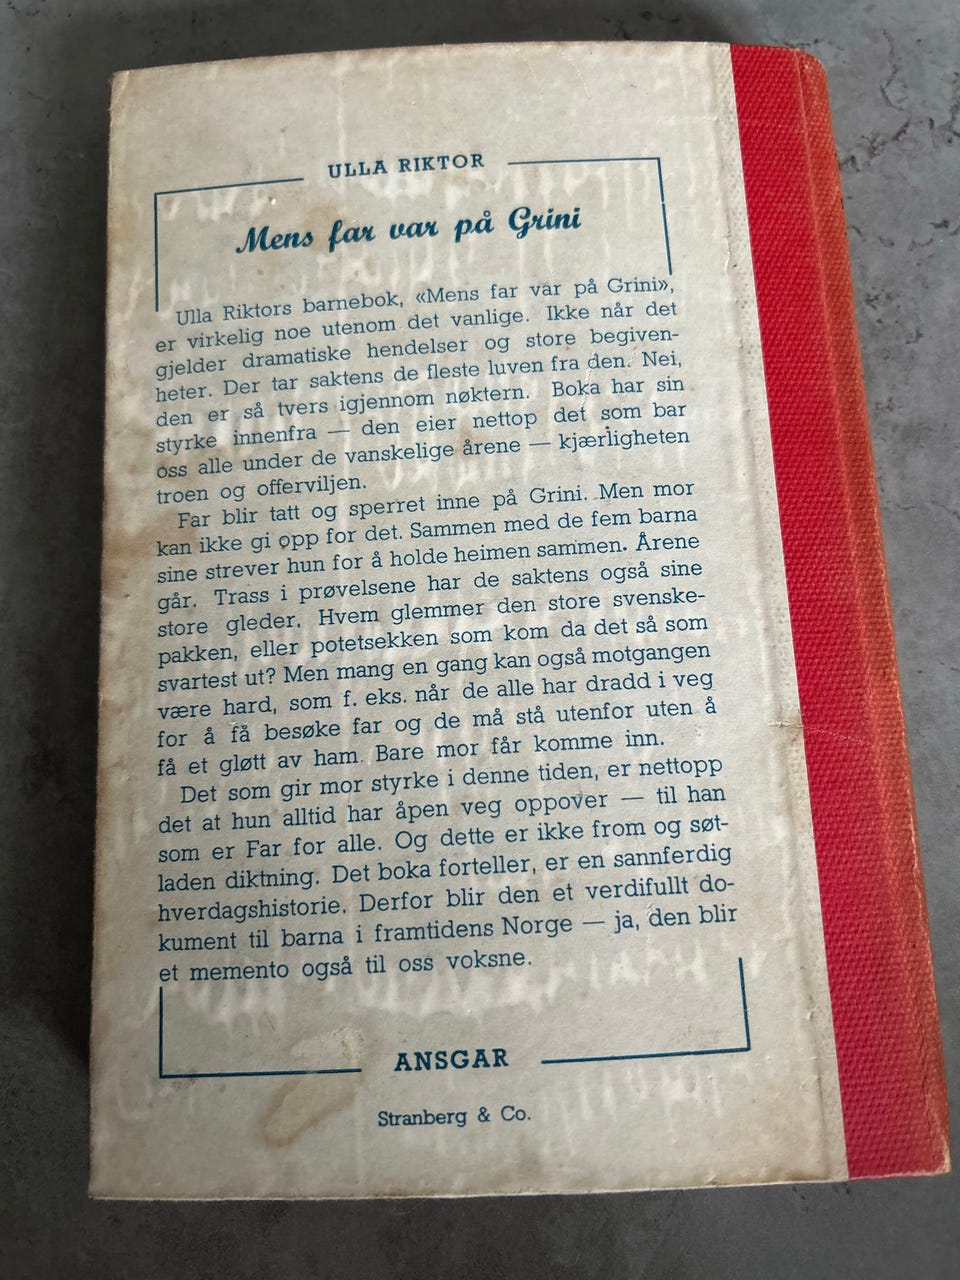 ULLA RIKTOR
Mens far var på Grini
Ulla Riktors barnebok, «Mens far var på Grini»,
er virkelig noe utenom det vanlige. Ikke når det
gjelder dramatiske hendelser og store begiven-
heter. Der tar saktens de fleste luven fra den. Nei,
den er så tvers igjennom nøktern. Boka har sin
styrke innenfra — den eier nettop det som bar
oss alle under de vanskelige årene — kjærligheten
troen og offerviljen.
Far blir tatt og sperret inne på Grini. Men mor
kan ikke gi opp for det. Sammen med de fem barna
sine strever hun for å holde heimen sammen. Årene
går. Trass i prøvelsene har de saktens også sine
store gleder. Hvem glemmer den store svenske-
pakken, eller potetsekken som kom da det så som
svartest ut? Men mang en gang kan også motgangen
være hard, som f. eks. når de alle har dradd i veg
for å få besøke far og de må stå utenfor uten å
få et gløtt av ham. Bare mor får komme inn.
Det som gir mor styrke i denne tiden, er nettopp
det at hun alltid har åpen veg oppover — til han
som er Far for alle. Og dette er ikke from og søt-
laden diktning. Det boka forteller, er en sannferdig
hverdagshistorie. Derfor blir den et verdifullt do-
kument til barna i framtidens Norge — ja, den blir
et memento også til oss voksne.
ANSGAR
Stranberg & Co.